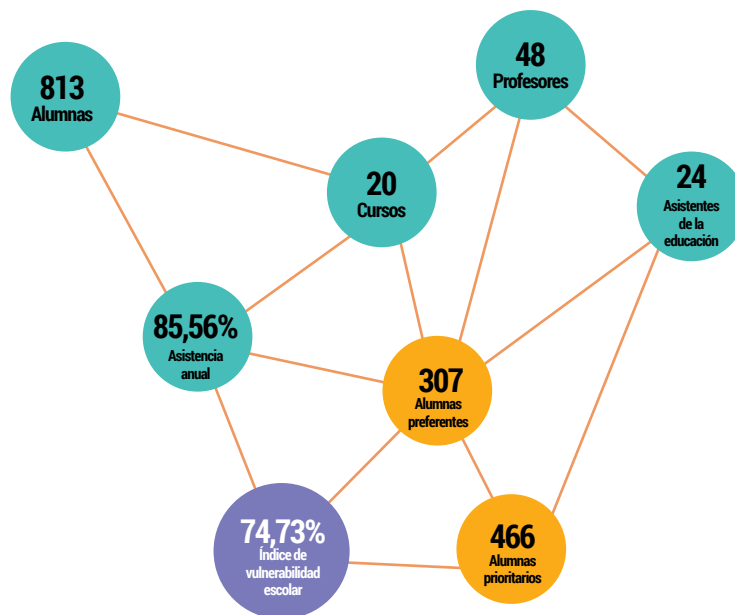 813
Alumnas
48
Profesores
20
Cursos
24
Asistentes
de la
educación
85,56%
Asistencia
anual
307
Alumnas
preferentes
74,73%
Índice de
vulnerabilidad
escolar
466
Alumnas
prioritarios